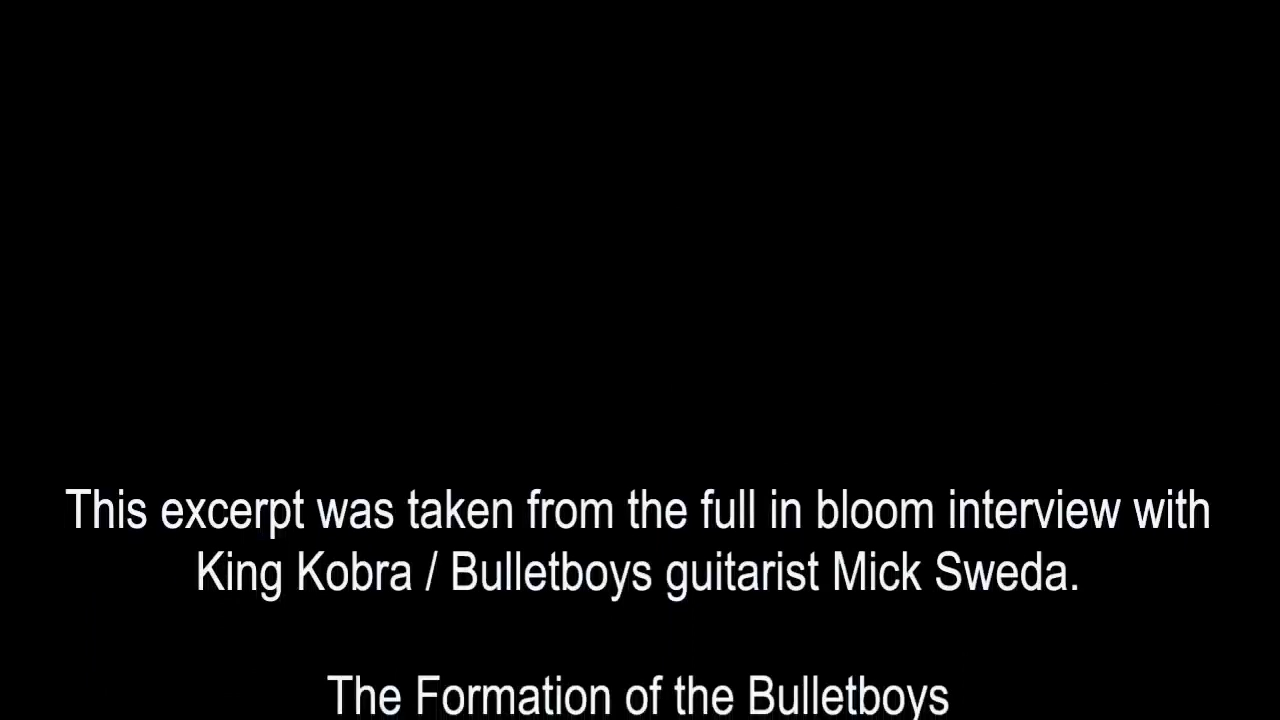 This excerpt was taken from the full in bloom interview with
King Kobra / Bulletboys guitarist Mick Sweda.
The Formation of the Bulletboys